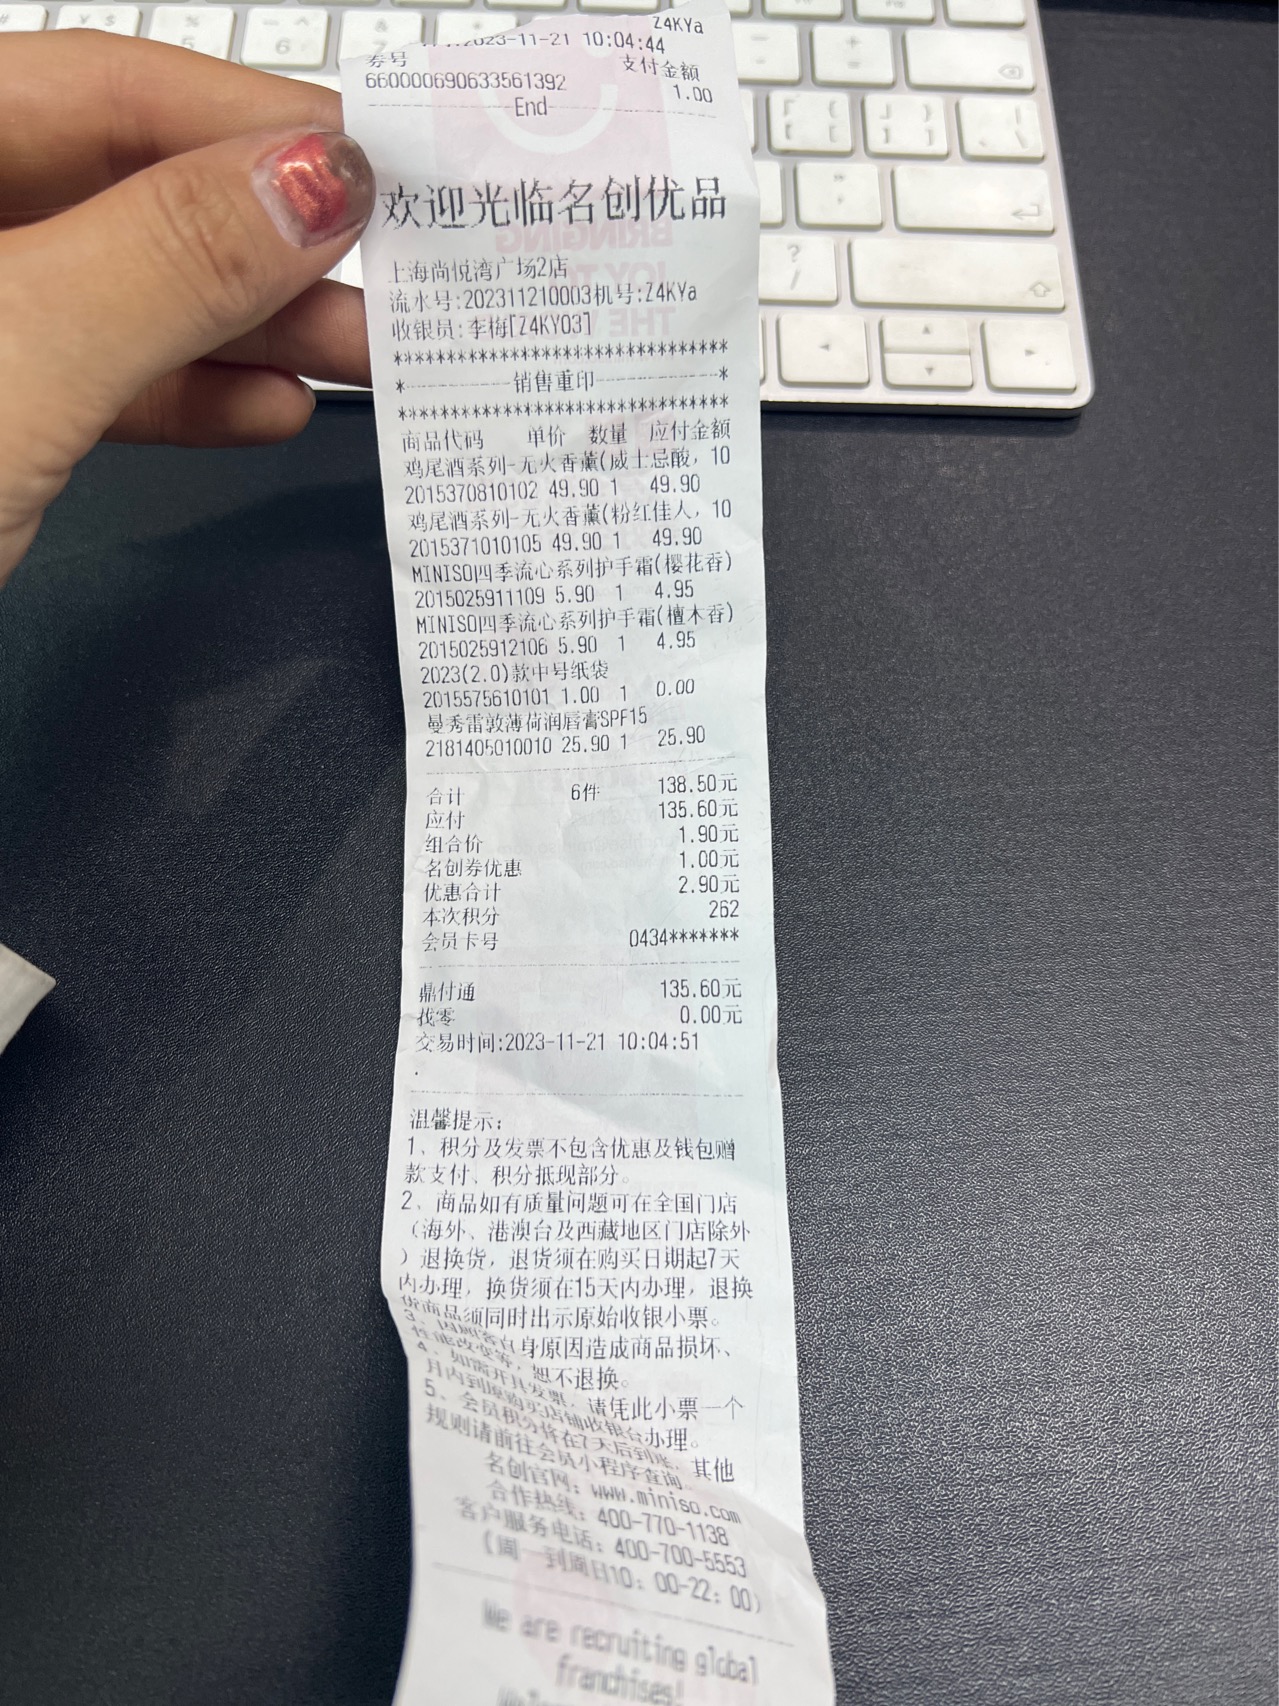 Z4KYa
2023-11-21 10:04:44
券号 支付金额
660000690633561392 1.00
End
欢迎光临名创优品
上海尚悦湾广场2店
流水号:202311210003机号:Z4KYa
收银员:李梅[Z4KY03]
*******************************
*------------销售重印--------------*
*******************************
商品代码 单价 数量 应付金额
鸡尾酒系列-无火香薰(威士忌酸, 10
2015370810102 49.90 1 49.90
鸡尾酒系列-无火香薰(粉红佳人, 10
2015371010105 49.90 1 49.90
MINISO四季流心系列护手霜(樱花香)
2015025911109 5.90 1 4.95
MINISO四季流心系列护手霜(檀木香)
2015025912106 5.90 1 4.95
2023(2.0)款中号纸袋
2015575610101 1.00 1 0.00
曼秀雷敦薄荷润唇膏SPF15
2181405010010 25.90 1 25.90
合计 6件 138.50元
应付 135.60元
组合价 1.90元
名创券优惠 1.00元
优惠合计 2.90元
本次积分 262
会员卡号 0434*******
鼎付通 135.60元
找零 0.00元
交易时间:2023-11-21 10:04:51
.
温馨提示:
1、积分及发票不包含优惠及钱包赠
款支付、积分抵现部分。
2、商品如有质量问题可在全国门店
(海外、港澳台及西藏地区门店除外
)退换货, 退货须在购买日期起7天
内办理, 换货须在15天内办理, 退换
货商品须同时出示原始收银小票。
3、因顾客自身原因造成商品损坏、
性能改变等, 恕不退换。
4、如需开具发票, 请凭此小票一个
月内到原购买店铺收银台办理。
5、会员积分将在7天后到账, 其他
规则请前往会员小程序查询
名创官网: www.miniso.com
合作热线: 400-770-1138
客户服务电话: 400-700-5553
(周一到周日10: 00-22: 00)
We are recruiting global
franchises!
BRINGING
JOY T
THE